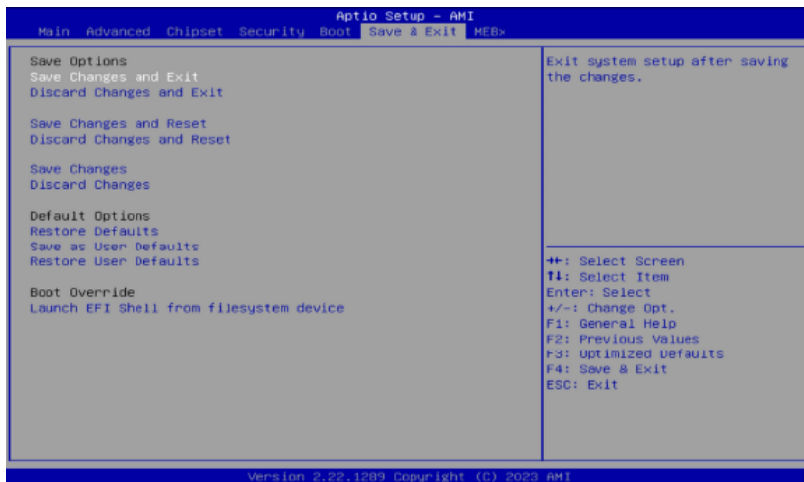 Aptio Setup – AMI
Main Advanced Chipset Security Boot Save & Exit MEBx
Save Options
Save Changes and Exit
Discard Changes and Exit
Save Changes and Reset
Discard Changes and Reset
Save Changes
Discard Changes
Default Options
Restore Defaults
Save as User Defaults
Restore User Defaults
Boot Override
Launch EFI Shell from filesystem device
Exit system setup after saving
the changes.
→←: Select Screen
↑↓: Select Item
Enter: Select
+/-: Change Opt.
F1: General Help
F2: Previous Values
F3: Optimized Defaults
F4: Save & Exit
ESC: Exit
Version 2.22.1289 Copyright (C) 2023 AMI